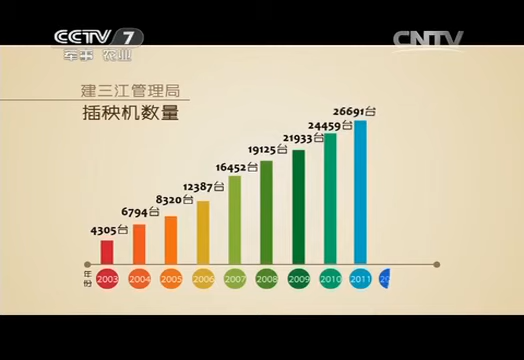 CCTV 7
军事 农业
CNTV
建三江管理局
插秧机数量
4305台
6794台
8320台
12387台
16452台
19125台
21933台
24459台
26691台
年份
2003 2004 2005 2006 2007 2008 2009 2010 2011